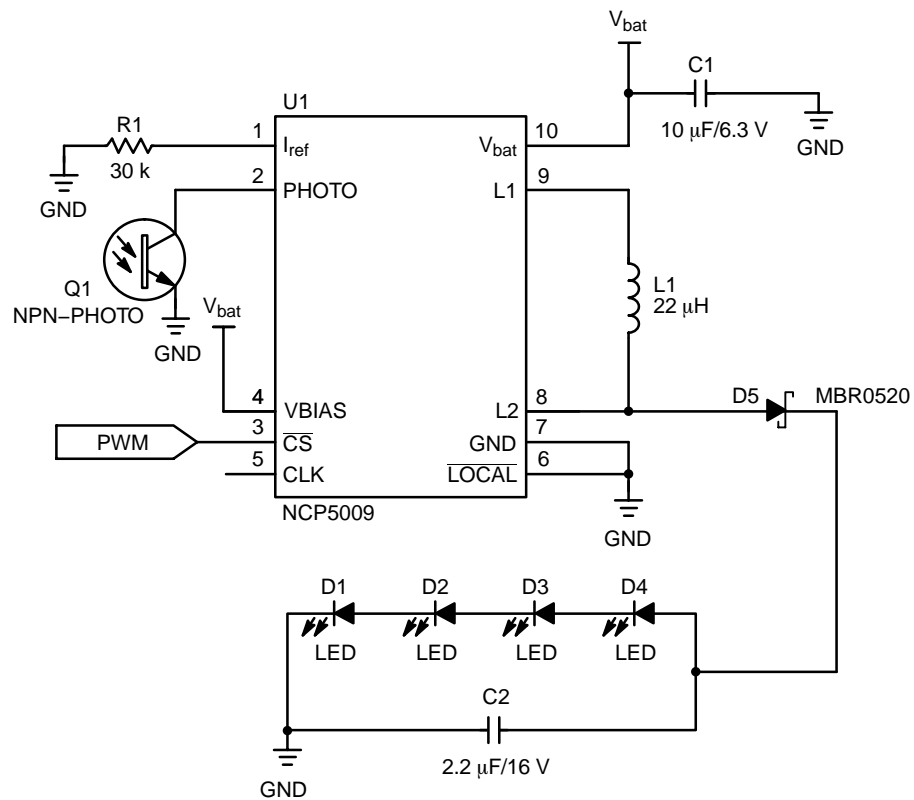 V_bat
C1
10 µF/6.3 V
GND
U1
R1
30 k
GND
1
I_ref
V_bat
10
2
PHOTO
L1
9
Q1
NPN–PHOTO
GND
L1
22 µH
V_bat
4
VBIAS
L2
8
D5
MBR0520
PWM
3
CS
GND
7
5
CLK
LOCAL
6
NCP5009
GND
D1
D2
D3
D4
LED
LED
LED
LED
C2
2.2 µF/16 V
GND